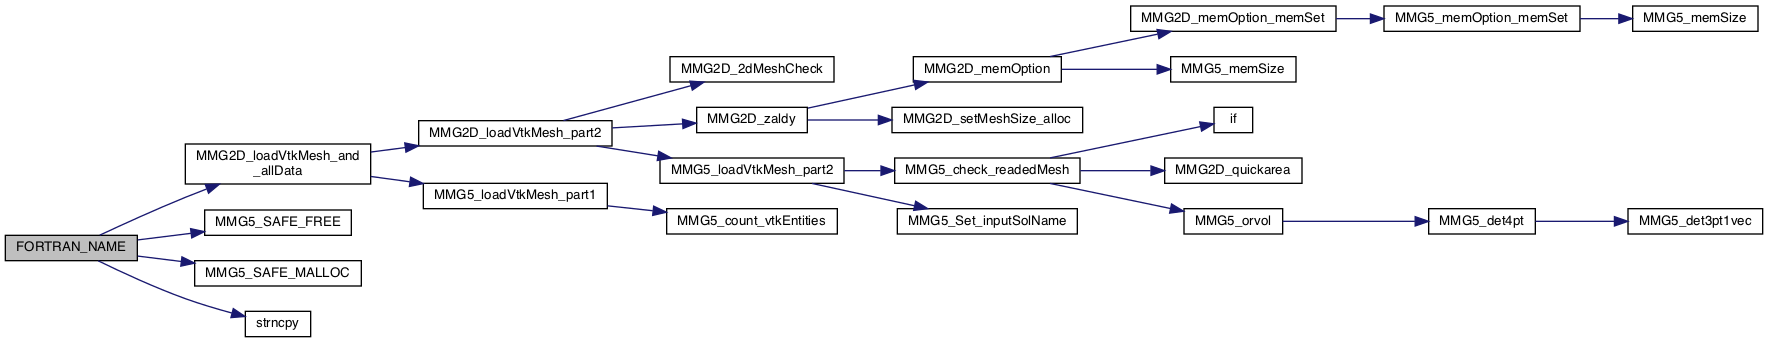 FORTRAN_NAME
MMG2D_loadVtkMesh_and
_allData
MMG5_SAFE_FREE
MMG5_SAFE_MALLOC
strncpy
MMG2D_loadVtkMesh_part2
MMG5_loadVtkMesh_part1
MMG2D_2dMeshCheck
MMG2D_zaldy
MMG5_loadVtkMesh_part2
MMG5_count_vtkEntities
MMG2D_memOption
MMG2D_setMeshSize_alloc
MMG5_check_readedMesh
MMG5_Set_inputSolName
MMG2D_memOption_memSet
MMG5_memSize
if
MMG2D_quickarea
MMG5_orvol
MMG5_memOption_memSet
MMG5_det4pt
MMG5_memSize
MMG5_det3pt1vec